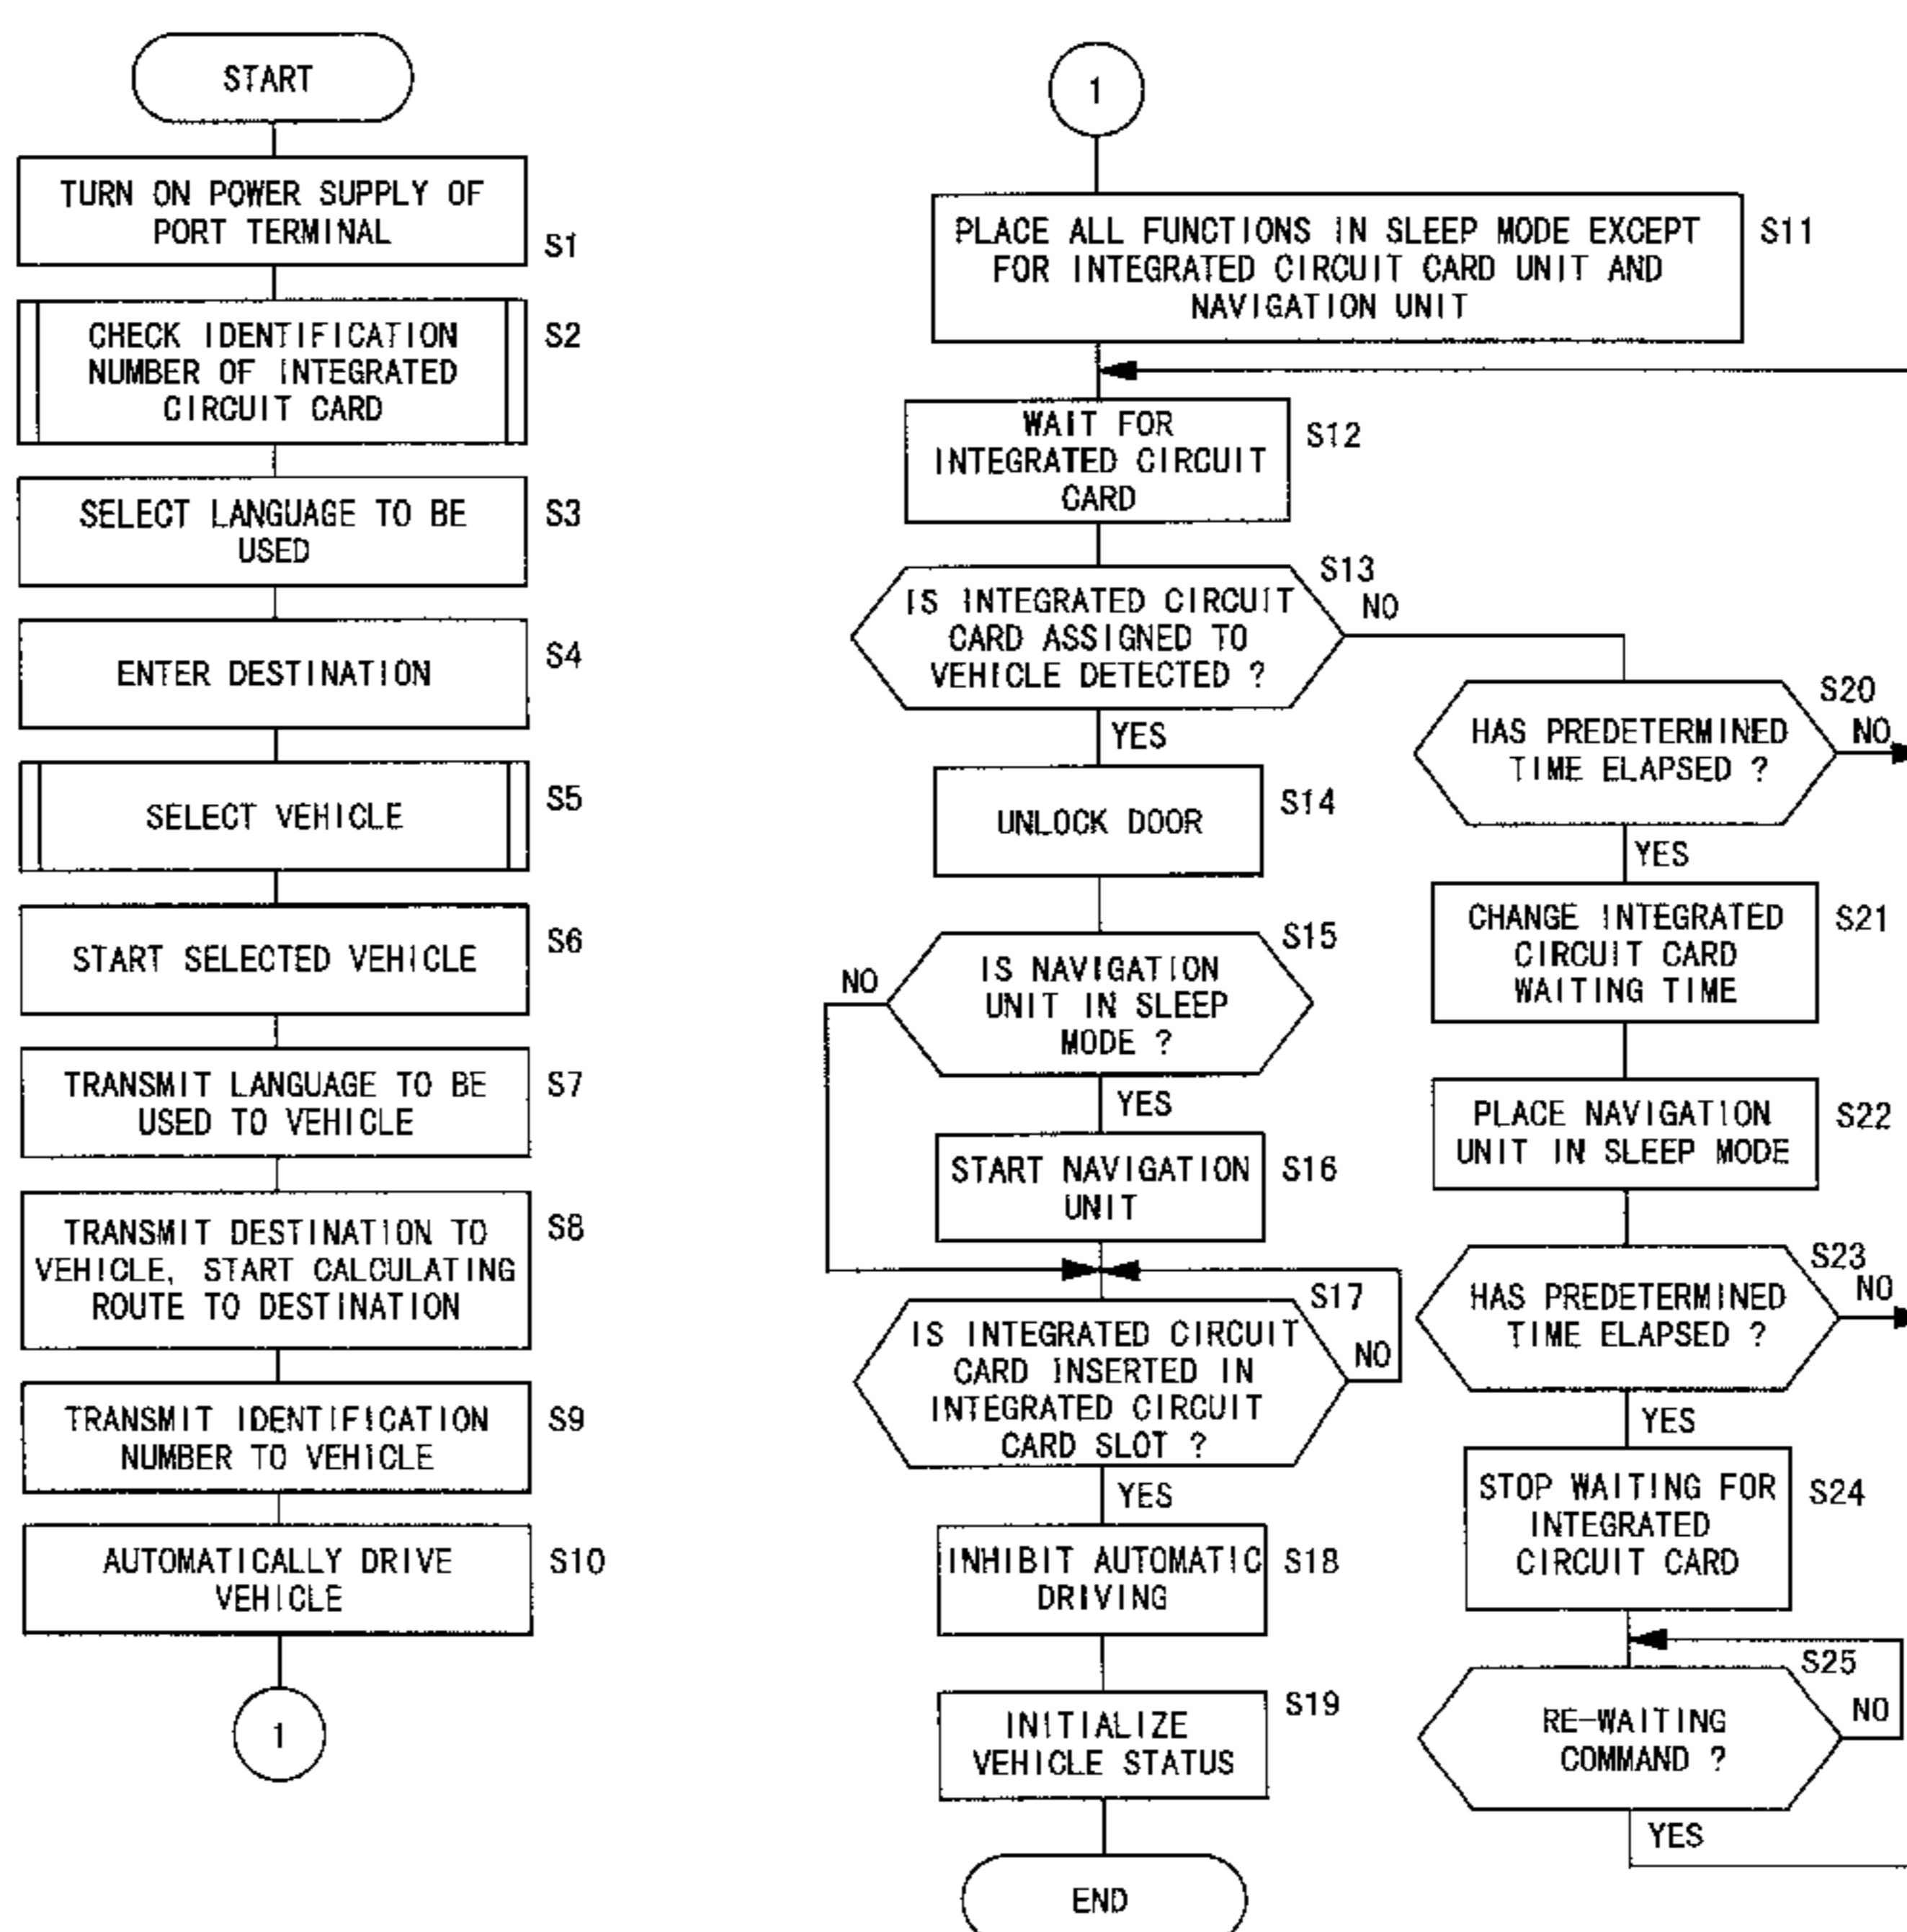 START
TURN ON POWER SUPPLY OF
PORT TERMINAL
S1
CHECK IDENTIFICATION
NUMBER OF INTEGRATED
CIRCUIT CARD
S2
SELECT LANGUAGE TO BE
USED
S3
ENTER DESTINATION
S4
SELECT VEHICLE
S5
START SELECTED VEHICLE
S6
TRANSMIT LANGUAGE TO BE
USED TO VEHICLE
S7
TRANSMIT DESTINATION TO
VEHICLE, START CALCULATING
ROUTE TO DESTINATION
S8
TRANSMIT IDENTIFICATION
NUMBER TO VEHICLE
S9
AUTOMATICALLY DRIVE
VEHICLE
S10
1
1
PLACE ALL FUNCTIONS IN SLEEP MODE EXCEPT
FOR INTEGRATED CIRCUIT CARD UNIT AND
NAVIGATION UNIT
S11
WAIT FOR
INTEGRATED CIRCUIT
CARD
S12
IS INTEGRATED CIRCUIT
CARD ASSIGNED TO
VEHICLE DETECTED ?
S13
NO
YES
UNLOCK DOOR
S14
IS NAVIGATION
UNIT IN SLEEP
MODE ?
S15
NO
YES
START NAVIGATION
UNIT
S16
IS INTEGRATED CIRCUIT
CARD INSERTED IN
INTEGRATED CIRCUIT
CARD SLOT ?
S17
NO
YES
INHIBIT AUTOMATIC
DRIVING
S18
INITIALIZE
VEHICLE STATUS
S19
END
HAS PREDETERMINED
TIME ELAPSED ?
S20
NO
YES
CHANGE INTEGRATED
CIRCUIT CARD
WAITING TIME
S21
PLACE NAVIGATION
UNIT IN SLEEP MODE
S22
HAS PREDETERMINED
TIME ELAPSED ?
S23
NO
YES
STOP WAITING FOR
INTEGRATED
CIRCUIT CARD
S24
RE-WAITING
COMMAND ?
S25
NO
YES